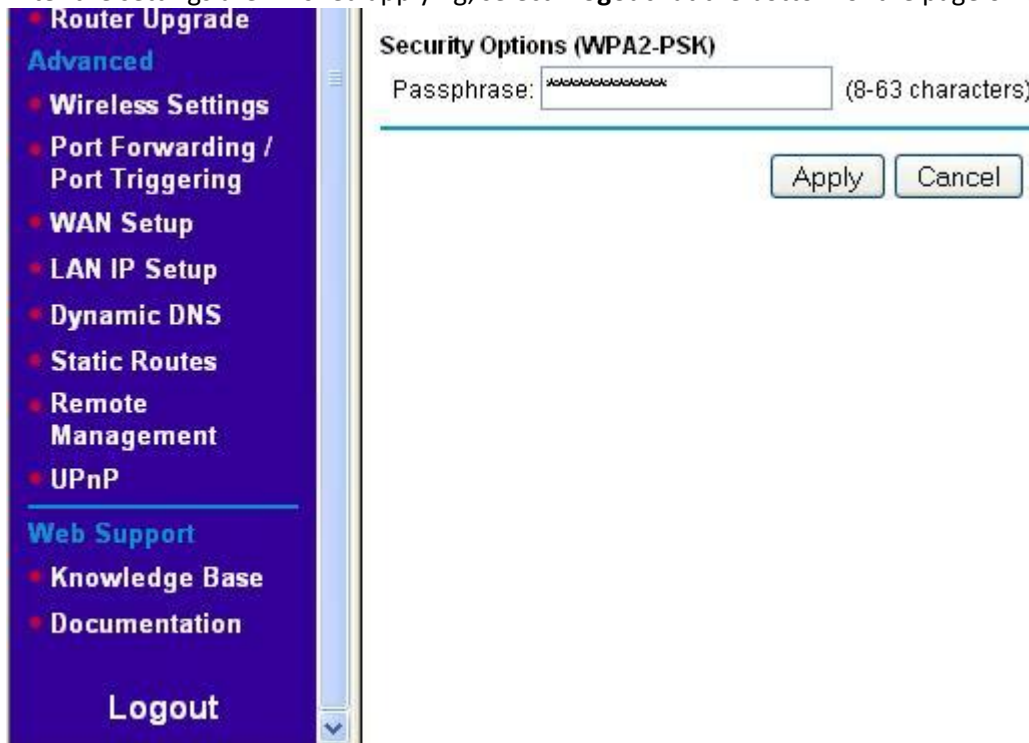 Router Upgrade
Advanced
Wireless Settings
Port Forwarding /
Port Triggering
WAN Setup
LAN IP Setup
Dynamic DNS
Static Routes
Remote
Management
UPnP
Web Support
Knowledge Base
Documentation
Logout
Security Options (WPA2-PSK)
Passphrase: ************** (8-63 characters)
Apply Cancel